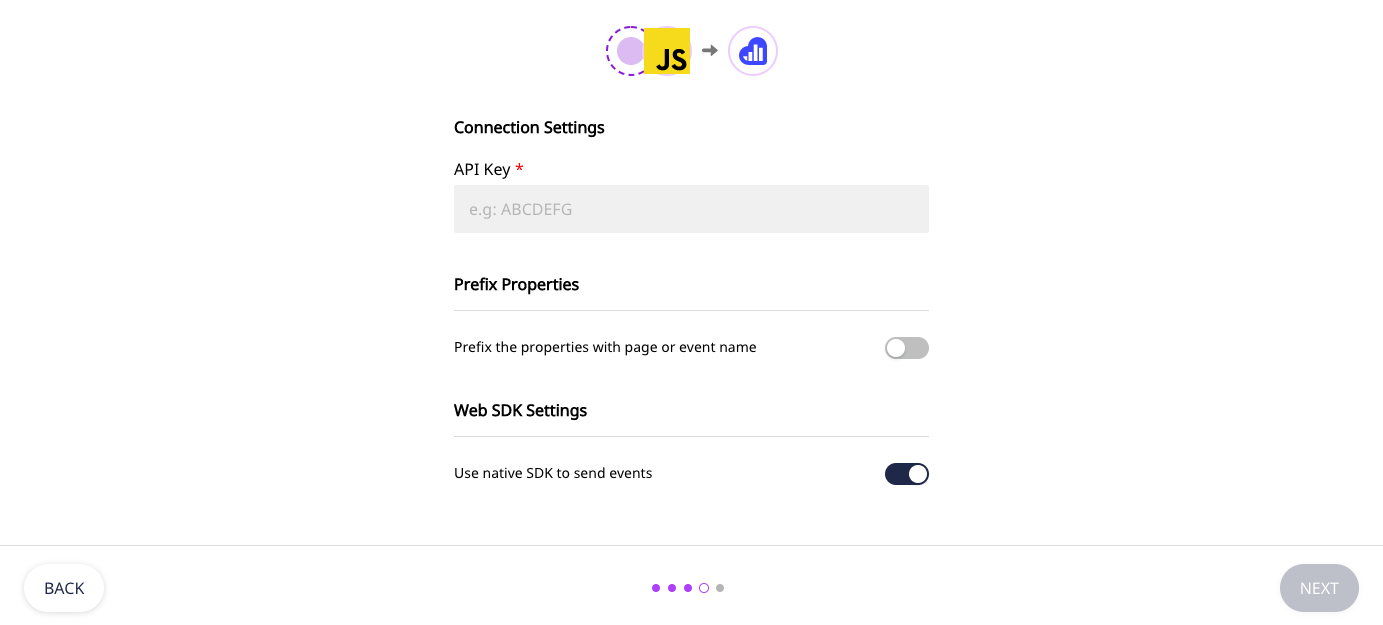 JS
Connection Settings
API Key *
e.g: ABCDEFG
Prefix Properties
Prefix the properties with page or event name
Web SDK Settings
Use native SDK to send events
BACK
NEXT